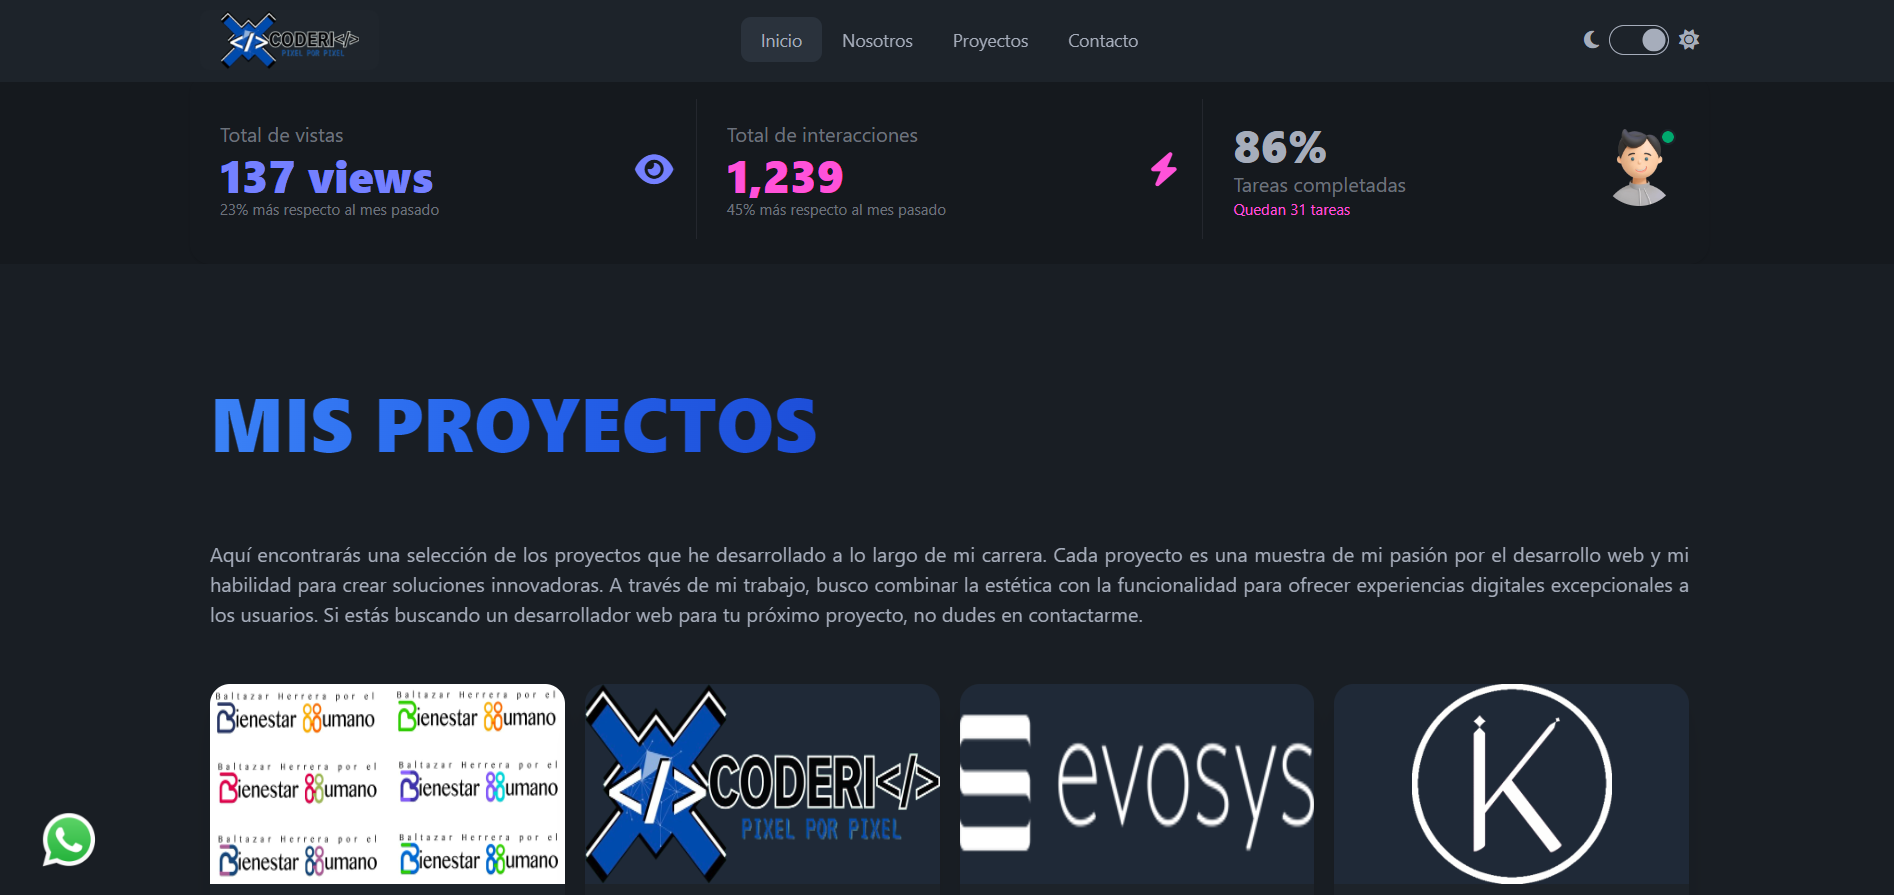 </> CODERI</>
PIXEL POR PIXEL
Inicio
Nosotros
Proyectos
Contacto
Total de vistas
137 views
23% más respecto al mes pasado
Total de interacciones
1,239
45% más respecto al mes pasado
86%
Tareas completadas
Quedan 31 tareas
MIS PROYECTOS
Aquí encontrarás una selección de los proyectos que he desarrollado a lo largo de mi carrera. Cada proyecto es una muestra de mi pasión por el desarrollo web y mi
habilidad para crear soluciones innovadoras. A través de mi trabajo, busco combinar la estética con la funcionalidad para ofrecer experiencias digitales excepcionales a
los usuarios. Si estás buscando un desarrollador web para tu próximo proyecto, no dudes en contactarme.
Baltazar Herrera por el
Bienestar Humano
Baltazar Herrera por el
Bienestar Humano
Baltazar Herrera por el
Bienestar Humano
Baltazar Herrera por el
Bienestar Humano
Baltazar Herrera por el
Bienestar Humano
Baltazar Herrera por el
Bienestar Humano
</> CODERI</>
PIXEL POR PIXEL
evosys
K